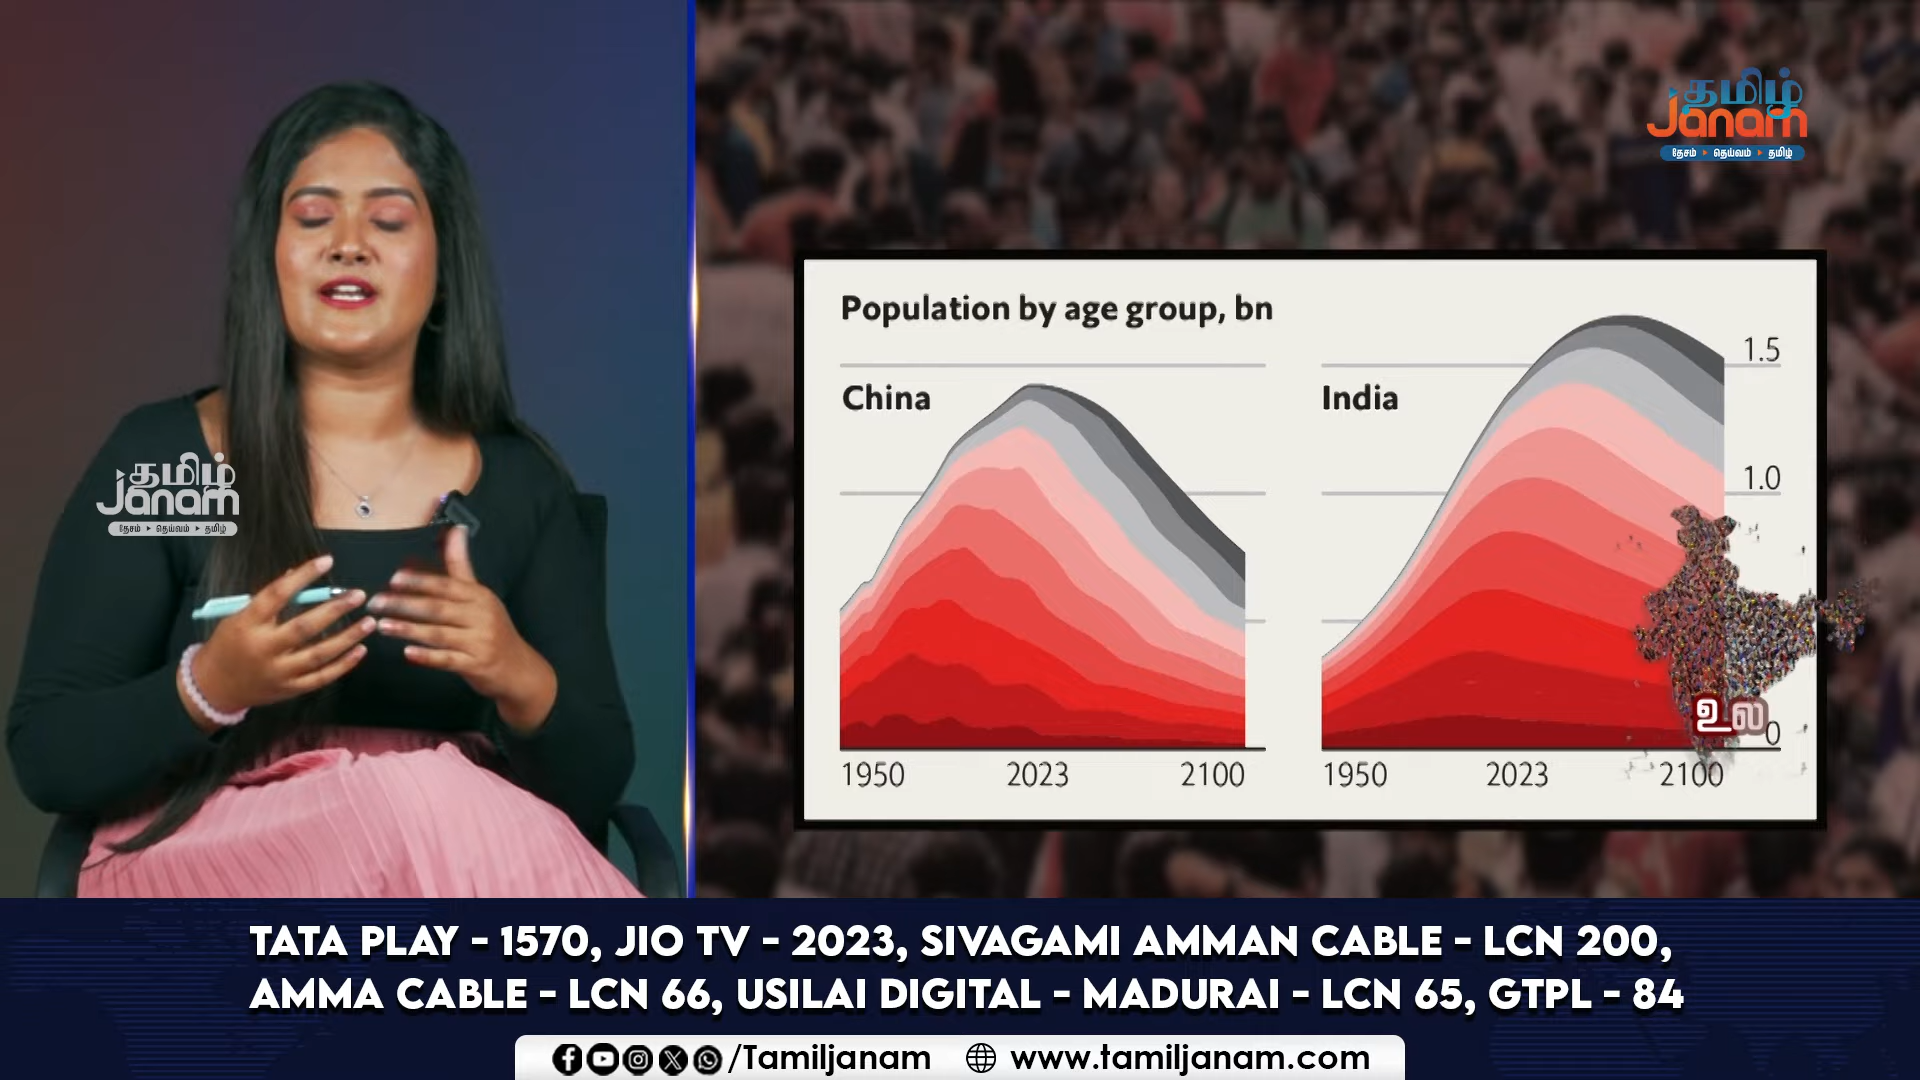 தமிழ்
Janam
தேசம் ▸ தெய்வம் ▸ தமிழ்
Population by age group, bn
1.5
China
India
1.0
தமிழ்
Janam
தேசம் ▸ தெய்வம் ▸ தமிழ்
உல
0
1950 2023 2100
1950 2023 2100
TATA PLAY - 1570, JIO TV - 2023, SIVAGAMI AMMAN CABLE - LCN 200,
AMMA CABLE - LCN 66, USILAI DIGITAL - MADURAI - LCN 65, GTPL - 84
/Tamiljanam www.tamiljanam.com